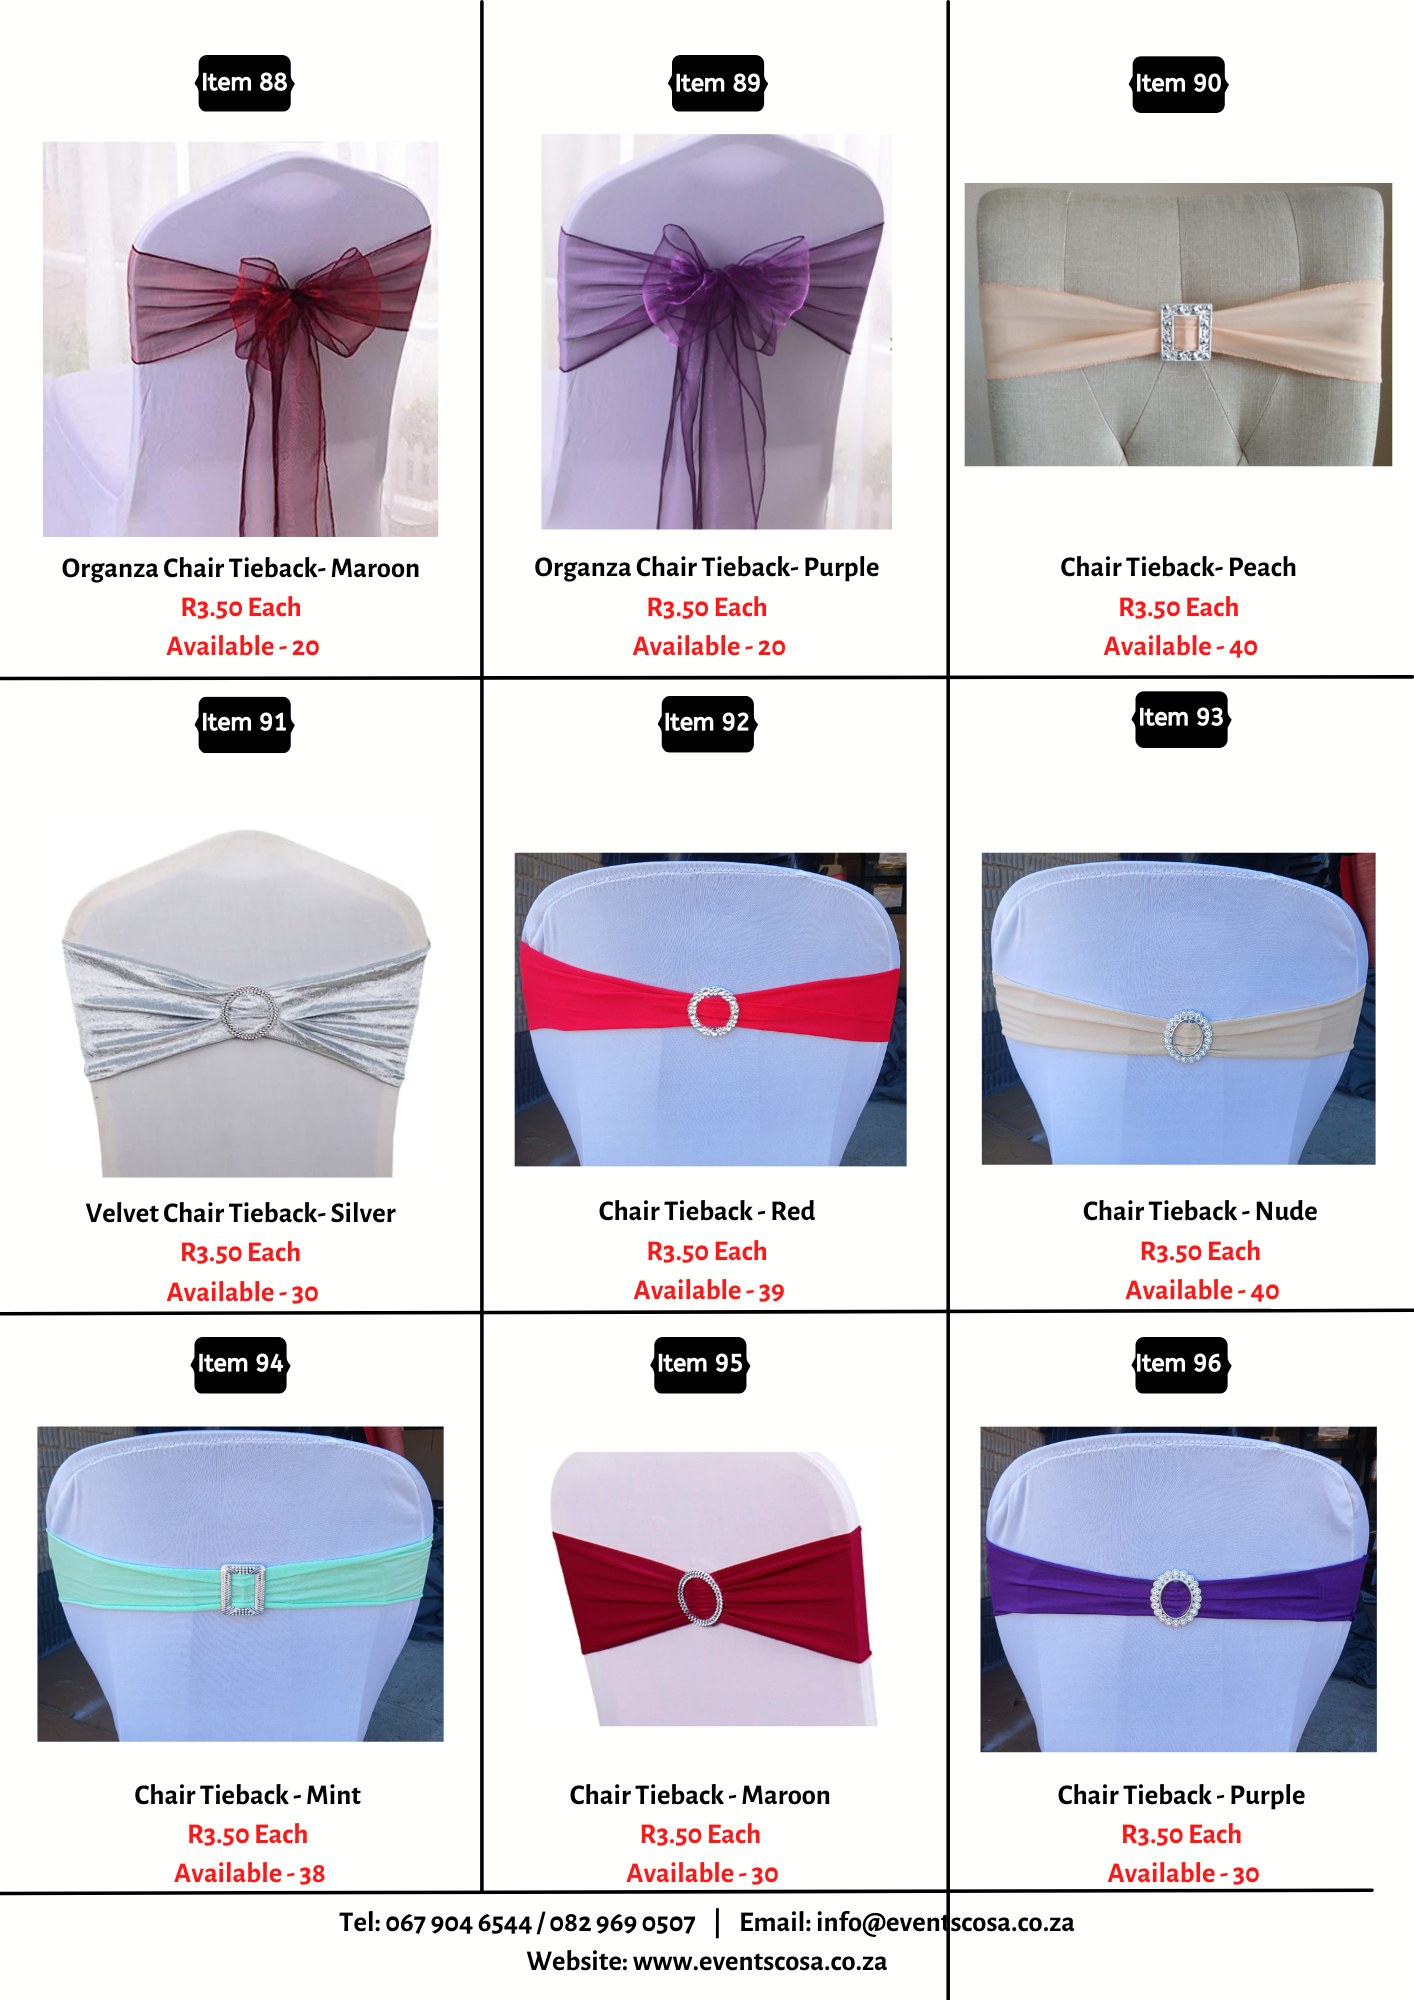 Item 88
Organza Chair Tieback- Maroon
R3.50 Each
Available - 20
Item 89
Organza Chair Tieback- Purple
R3.50 Each
Available - 20
Item 90
Chair Tieback- Peach
R3.50 Each
Available - 40
Item 91
Velvet Chair Tieback- Silver
R3.50 Each
Available - 30
Item 92
Chair Tieback - Red
R3.50 Each
Available - 39
Item 93
Chair Tieback - Nude
R3.50 Each
Available - 40
Item 94
Chair Tieback - Mint
R3.50 Each
Available - 38
Item 95
Chair Tieback - Maroon
R3.50 Each
Available - 30
Item 96
Chair Tieback - Purple
R3.50 Each
Available - 30
Tel: 067 904 6544 / 082 969 0507 | Email: info@eventscosa.co.za
Website: www.eventscosa.co.za